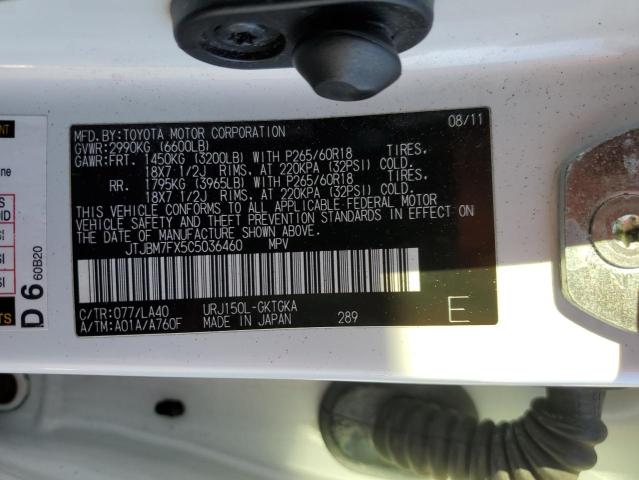 MFD.BY:TOYOTA MOTOR CORPORATION 08/11
GVWR:2990KG (6600LB)
GAWR:FRT. 1450KG (3200LB) WITH P265/60R18 TIRES,
18X7 1/2J RIMS, AT 220KPA (32PSI) COLD.
RR. 1795KG (3965LB) WITH P265/60R18 TIRES,
18X7 1/2J RIMS, AT 220KPA (32PSI) COLD.
THIS VEHICLE CONFORMS TO ALL APPLICABLE FEDERAL MOTOR
VEHICLE SAFETY AND THEFT PREVENTION STANDARDS IN EFFECT
ON THE DATE OF MANUFACTURE SHOWN ABOVE.
JTJBM7FX5C5036460 MPV
C/TR:077/LA40 URJ150L-GKTGKA
A/TM:A01A/A760F MADE IN JAPAN 289
E
D 6 60B20